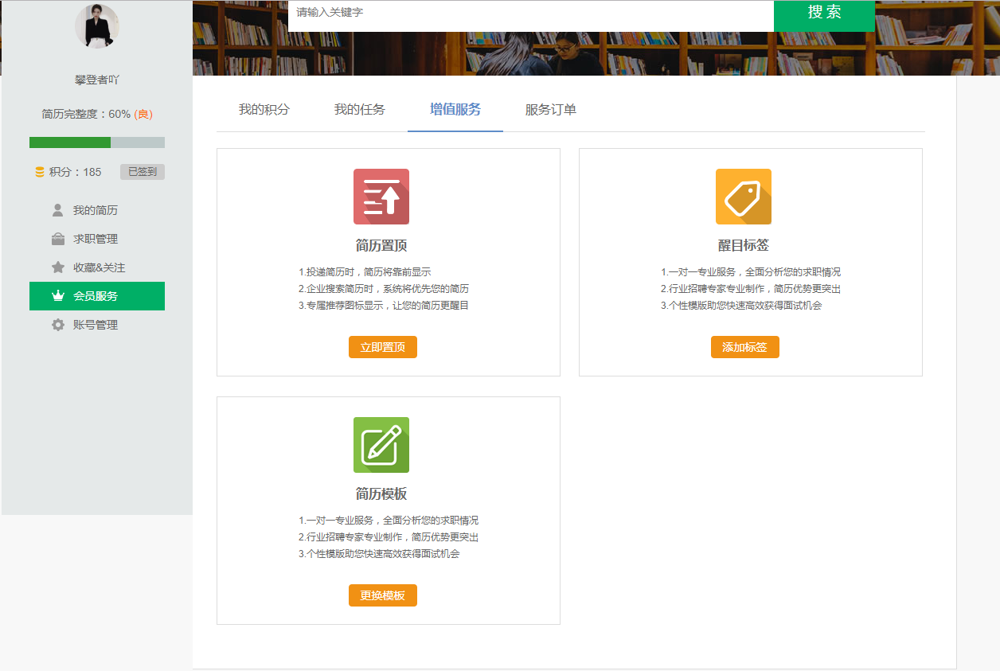 请输入关键字
搜 索
攀登者吖
简历完整度：60% (良)
积分：185
已签到
我的简历
求职管理
收藏&关注
会员服务
账号管理
我的积分
我的任务
增值服务
服务订单
简历置顶
1.投递简历时，简历将靠前显示
2.企业搜索简历时，系统将优先您的简历
3.专属推荐图标显示，让您的简历更醒目
立即置顶
醒目标签
1.一对一专业服务，全面分析您的求职情况
2.行业招聘专家专业制作，简历优势更突出
3.个性模版助您快速高效获得面试机会
添加标签
简历模板
1.一对一专业服务，全面分析您的求职情况
2.行业招聘专家专业制作，简历优势更突出
3.个性模版助您快速高效获得面试机会
更换模板